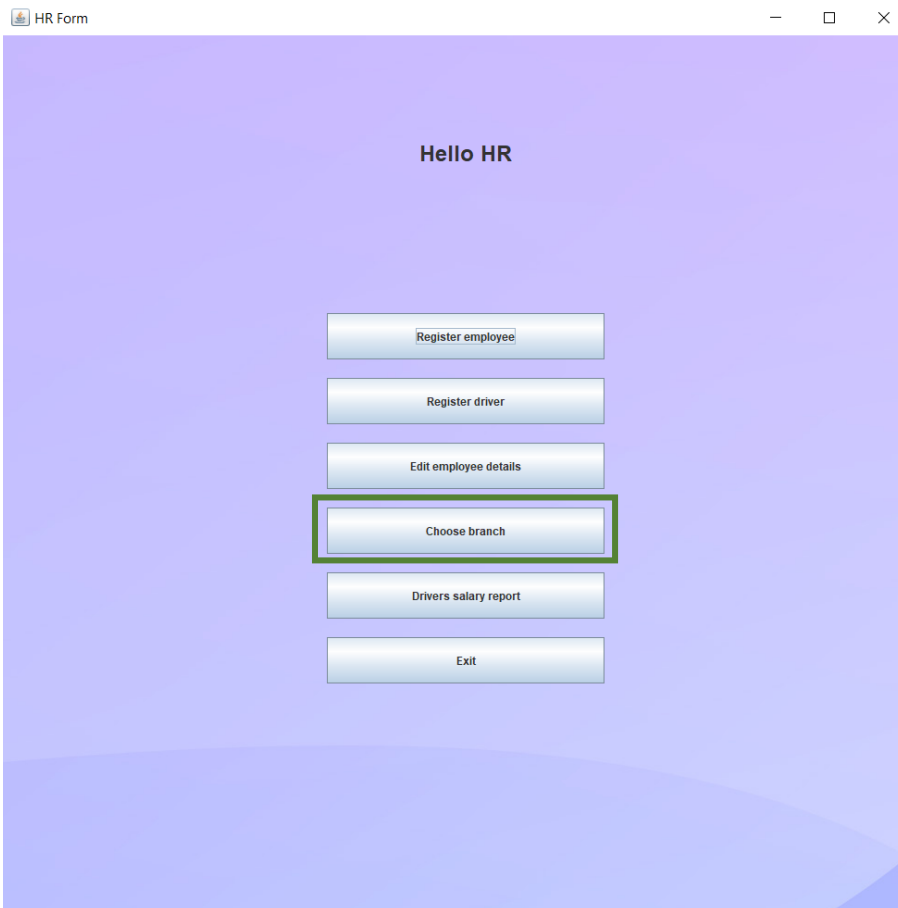 HR Form
Hello HR
Register employee
Register driver
Edit employee details
Choose branch
Drivers salary report
Exit